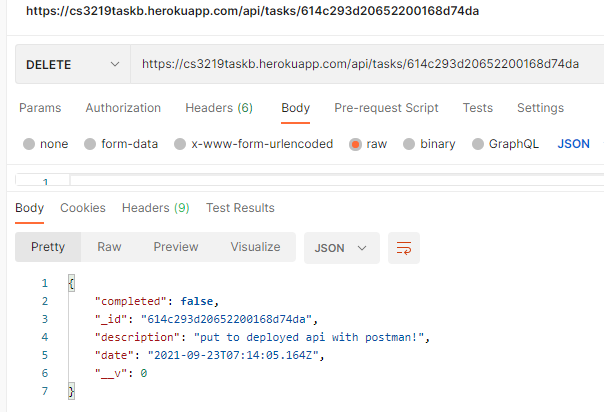 https://cs3219taskb.herokuapp.com/api/tasks/614c293d20652200168d74da
DELETE https://cs3219taskb.herokuapp.com/api/tasks/614c293d20652200168d74da
Params Authorization Headers (6) Body Pre-request Script Tests Settings
none form-data x-www-form-urlencoded raw binary GraphQL JSON
1
Body Cookies Headers (9) Test Results
Pretty Raw Preview Visualize JSON
1 {
2 "completed": false,
3 "_id": "614c293d20652200168d74da",
4 "description": "put to deployed api with postman!",
5 "date": "2021-09-23T07:14:05.164Z",
6 "__v": 0
7 }